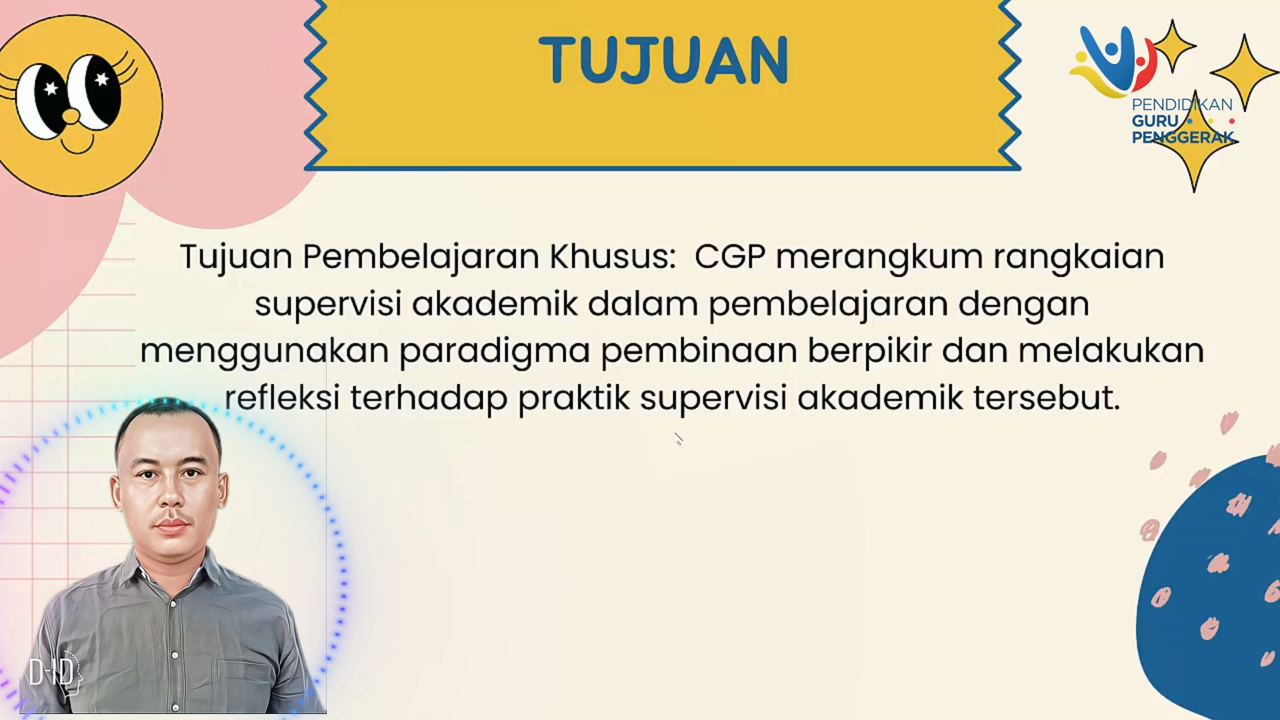 TUJUAN
PENDIDIKAN
GURU
PENGGERAK
Tujuan Pembelajaran Khusus: CGP merangkum rangkaian
supervisi akademik dalam pembelajaran dengan
menggunakan paradigma pembinaan berpikir dan melakukan
refleksi terhadap praktik supervisi akademik tersebut.
D-ID